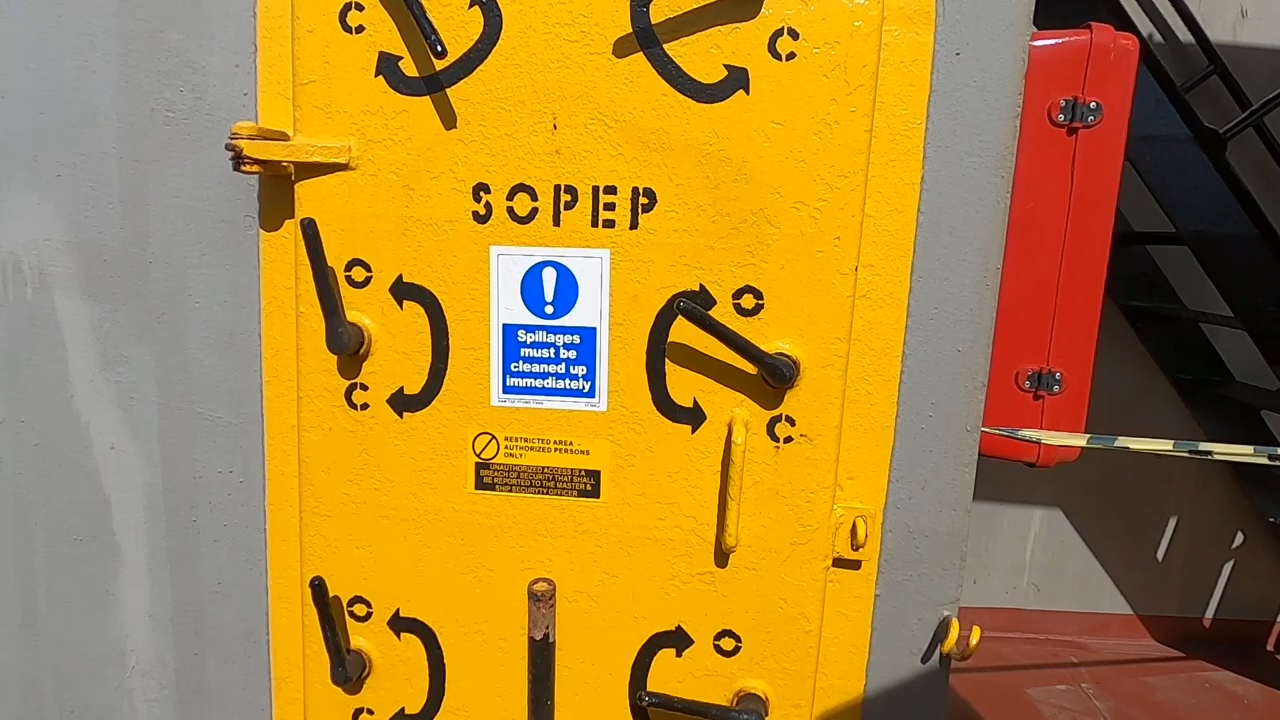 C
C
SOPEP
O
O
Spillages
must be
cleaned up
immediately
C
C
RESTRICTED AREA -
AUTHORIZED PERSONS
ONLY!
UNAUTHORIZED ACCESS IS A
BREACH OF SECURITY THAT SHALL
BE REPORTED TO THE MASTER &
SHIP SECURYTY OFFICER
O
O
C